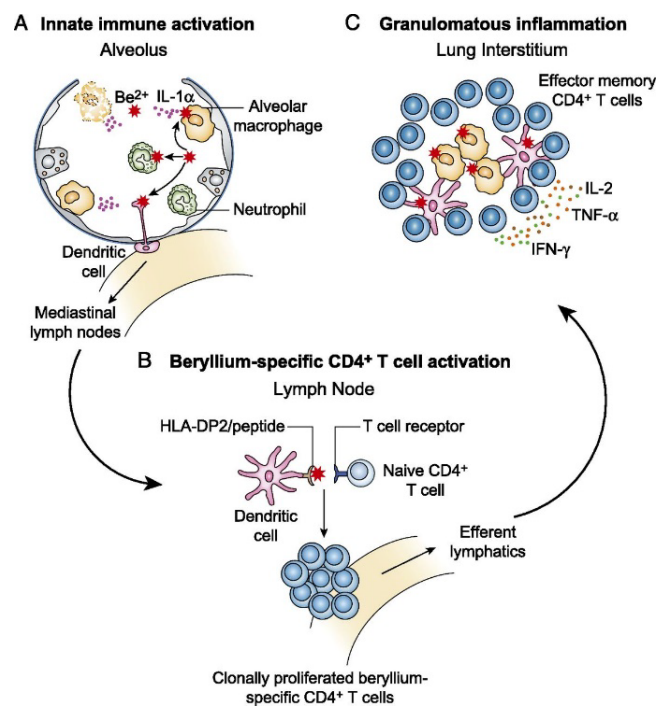 A Innate immune activation
Alveolus
Be²⁺ IL-1α
Alveolar
macrophage
Neutrophil
Dendritic
cell
Mediastinal
lymph nodes
C Granulomatous inflammation
Lung Interstitium
Effector memory
CD4⁺ T cells
IL-2
TNF-α
IFN-γ
B Beryllium-specific CD4⁺ T cell activation
Lymph Node
HLA-DP2/peptide
T cell receptor
Naive CD4⁺
T cell
Dendritic
cell
Efferent
lymphatics
Clonally proliferated beryllium-
specific CD4⁺ T cells